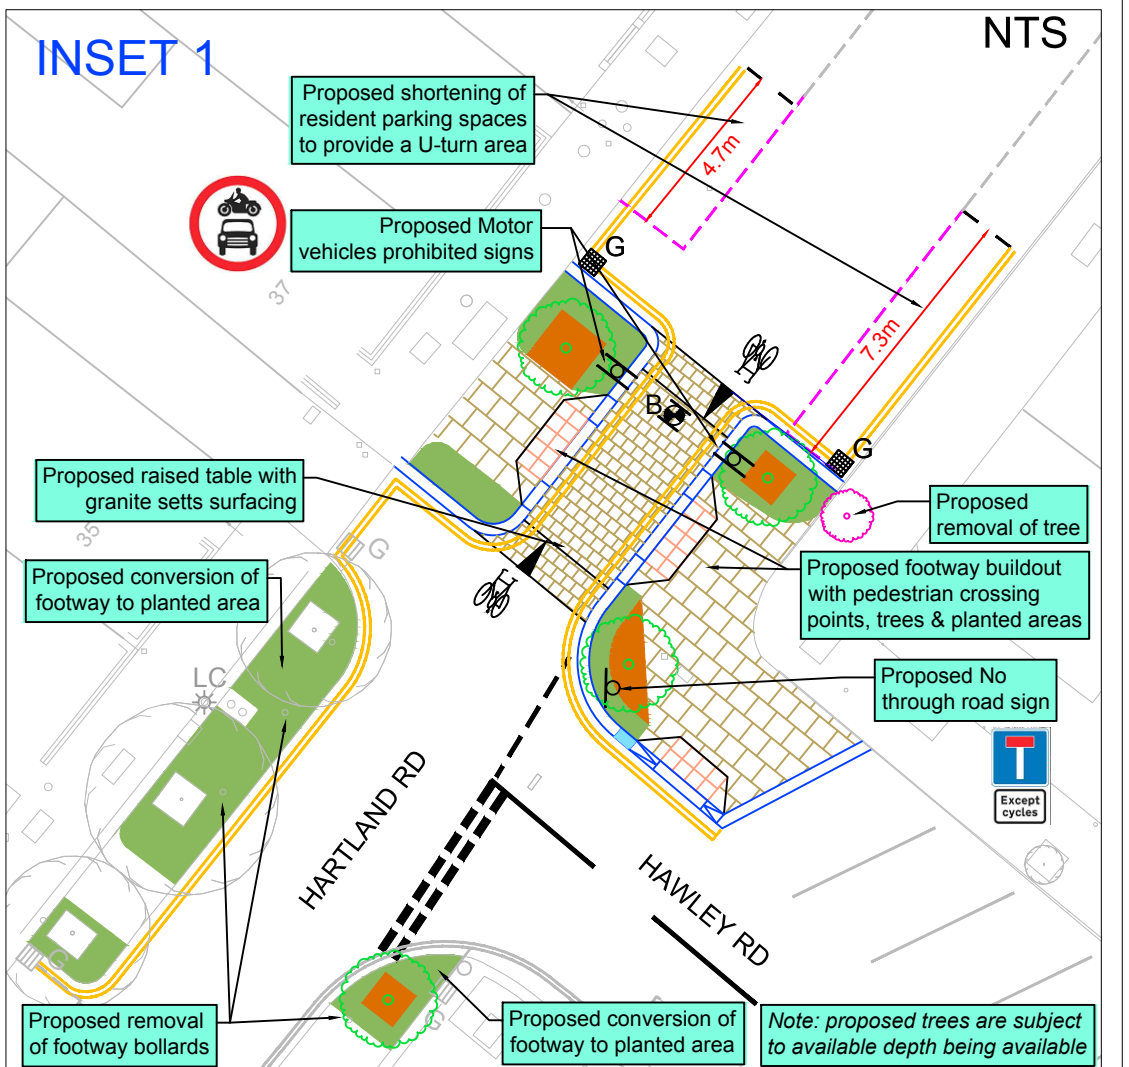 INSET 1
NTS
Proposed shortening of
resident parking spaces
to provide a U-turn area
4.7m
Proposed Motor
vehicles prohibited signs
G
37
7.3m
B
G
Proposed raised table with
granite setts surfacing
Proposed
removal of tree
35
G
Proposed conversion of
footway to planted area
Proposed footway buildout
with pedestrian crossing
points, trees & planted areas
LC
Proposed No
through road sign
Except
cycles
HARTLAND RD
HAWLEY RD
G
G
Proposed removal
of footway bollards
Proposed conversion of
footway to planted area
Note: proposed trees are subject
to available depth being available